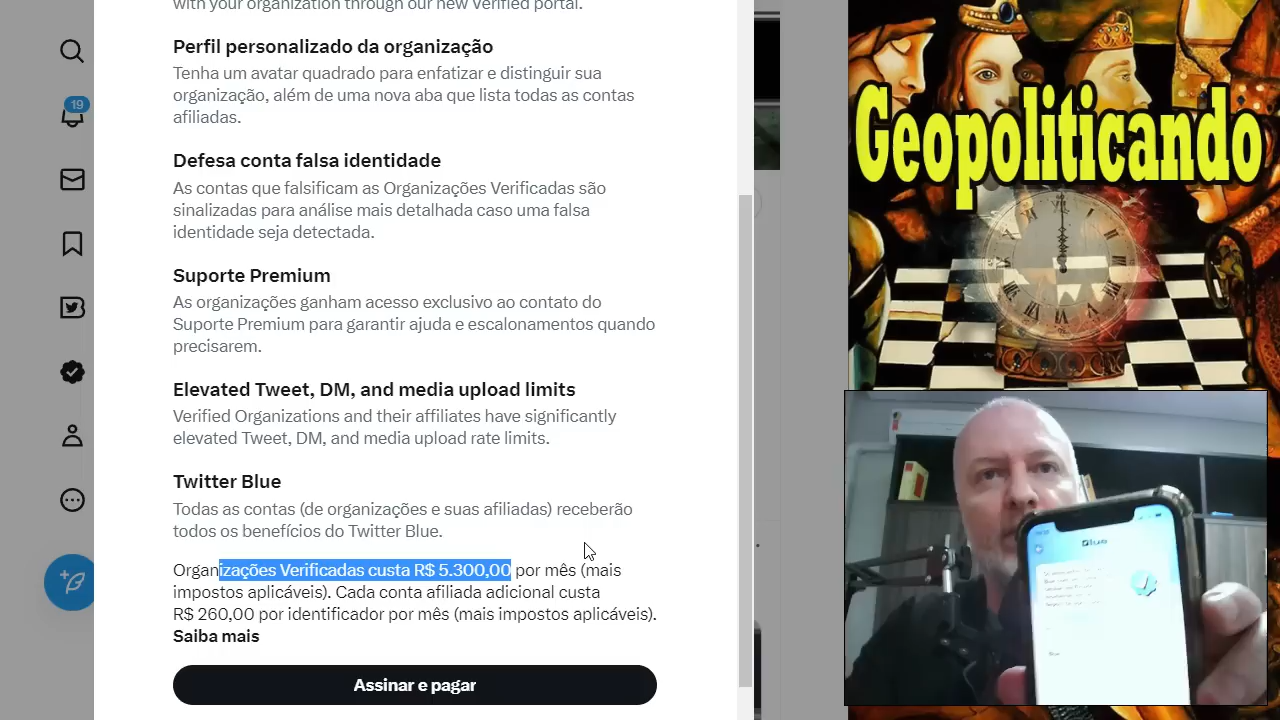 with your organization through our new Verified portal.
Perfil personalizado da organização
Tenha um avatar quadrado para enfatizar e distinguir sua
organização, além de uma nova aba que lista todas as contas
afiliadas.
Defesa conta falsa identidade
As contas que falsificam as Organizações Verificadas são
sinalizadas para análise mais detalhada caso uma falsa
identidade seja detectada.
Suporte Premium
As organizações ganham acesso exclusivo ao contato do
Suporte Premium para garantir ajuda e escalonamentos quando
precisarem.
Elevated Tweet, DM, and media upload limits
Verified Organizations and their affiliates have significantly
elevated Tweet, DM, and media upload rate limits.
Twitter Blue
Todas as contas (de organizações e suas afiliadas) receberão
todos os benefícios do Twitter Blue.
Organizações Verificadas custa R$ 5.300,00 por mês (mais
impostos aplicáveis). Cada conta afiliada adicional custa
R$ 260,00 por identificador por mês (mais impostos aplicáveis).
Saiba mais
Assinar e pagar
19
Geopoliticando